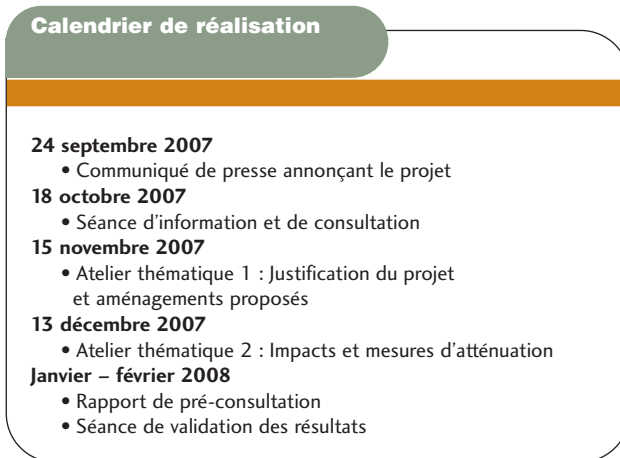 Calendrier de réalisation
24 septembre 2007
• Communiqué de presse annonçant le projet
18 octobre 2007
• Séance d'information et de consultation
15 novembre 2007
• Atelier thématique 1 : Justification du projet
et aménagements proposés
13 décembre 2007
• Atelier thématique 2 : Impacts et mesures d'atténuation
Janvier – février 2008
• Rapport de pré-consultation
• Séance de validation des résultats